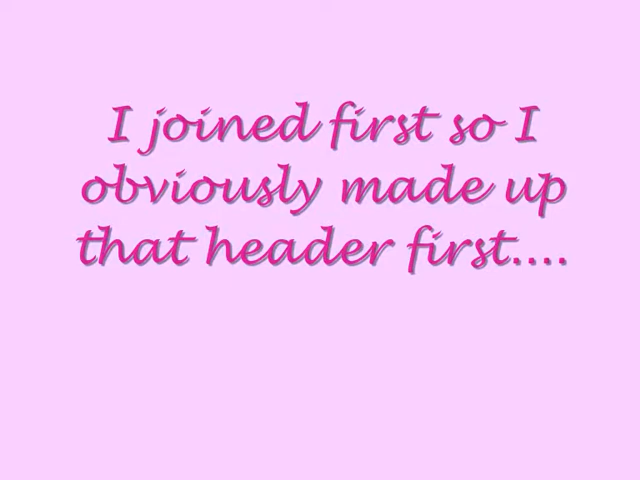 I joined first so I
obviously made up
that header first....